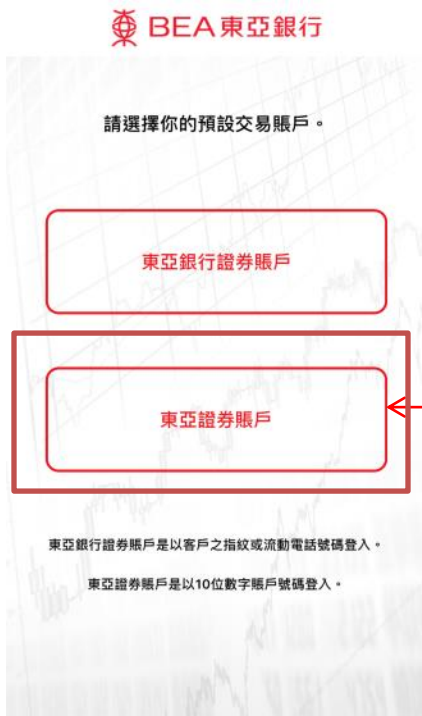 BEA東亞銀行
請選擇你的預設交易賬戶。
東亞銀行證券賬戶
東亞證券賬戶
東亞銀行證券賬戶是以客戶之指紋或流動電話號碼登入。
東亞證券賬戶是以10位數字賬戶號碼登入。